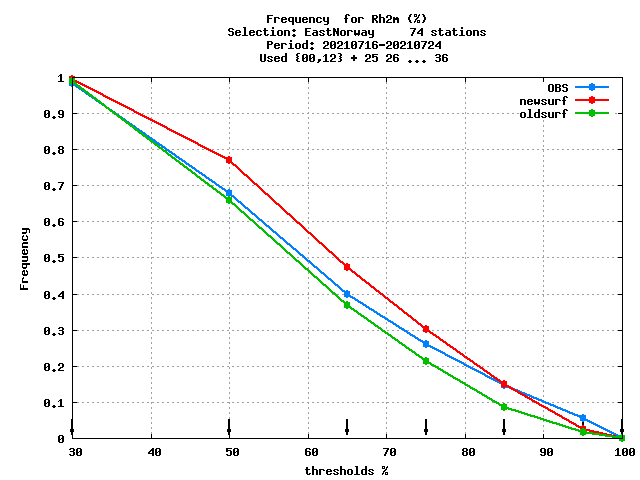 Frequency  for Rh2m (%)
Selection: EastNorway     74 stations
Period: 20210716-20210724
Used {00,12} + 25 26 ... 36
OBS
newsurf
oldsurf
1
0.9
0.8
0.7
0.6
0.5
0.4
0.3
0.2
0.1
0
Frequency
30 40 50 60 70 80 90 100
thresholds %